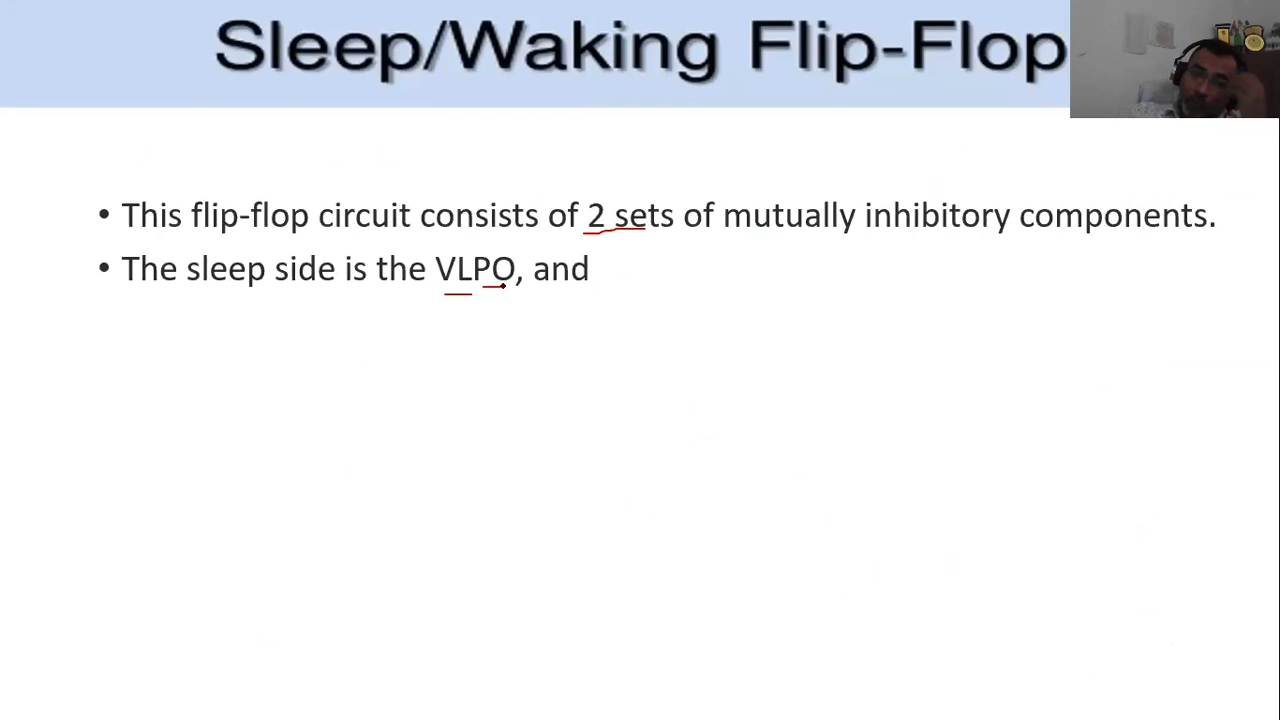 Sleep/Waking Flip-Flop
• This flip-flop circuit consists of 2 sets of mutually inhibitory components.
• The sleep side is the VLPO, and